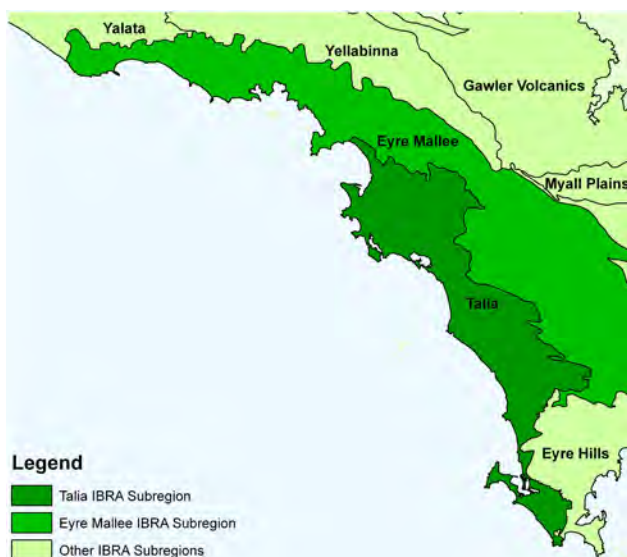 Yalata
Yellabinna
Gawler Volcanics
Eyre Mallee
Myall Plains
Talia
Eyre Hills
Legend
Talia IBRA Subregion
Eyre Mallee IBRA Subregion
Other IBRA Subregions